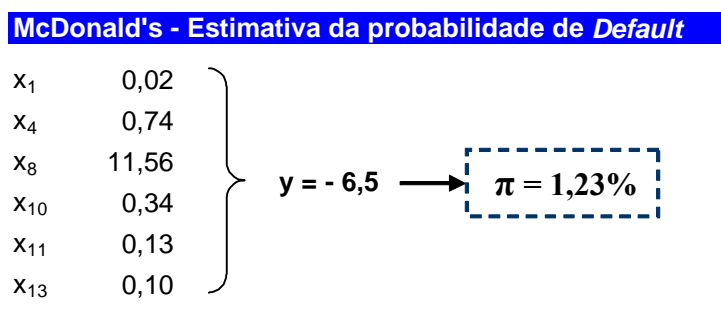 McDonald's - Estimativa da probabilidade de Default
x₁ 0,02
x₄ 0,74
x₈ 11,56
x₁₀ 0,34
x₁₁ 0,13
x₁₃ 0,10
y = - 6,5
π = 1,23%